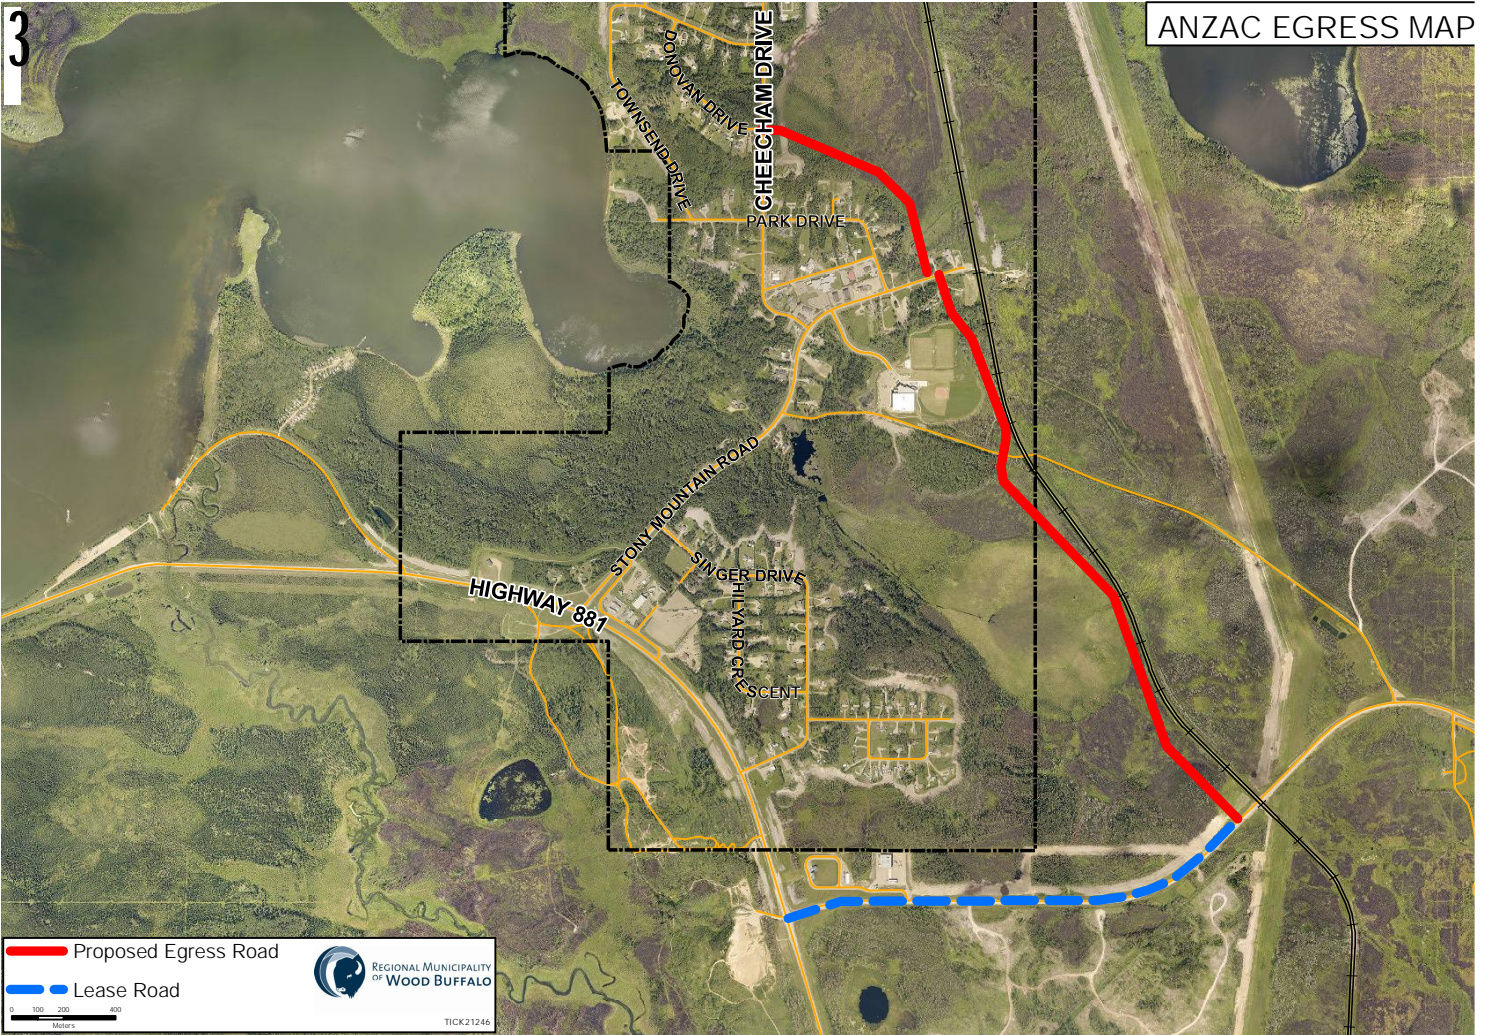 3
ANZAC EGRESS MAP
DONOVAN DRIVE
CHEECHAM DRIVE
TOWNSEND DRIVE
PARK DRIVE
STONY MOUNTAIN ROAD
SINGER DRIVE
HIGHWAY 881
HILYARD CRESCENT
Proposed Egress Road
Lease Road
0 100 200 400
Meters
REGIONAL MUNICIPALITY
OF WOOD BUFFALO
TICK21246